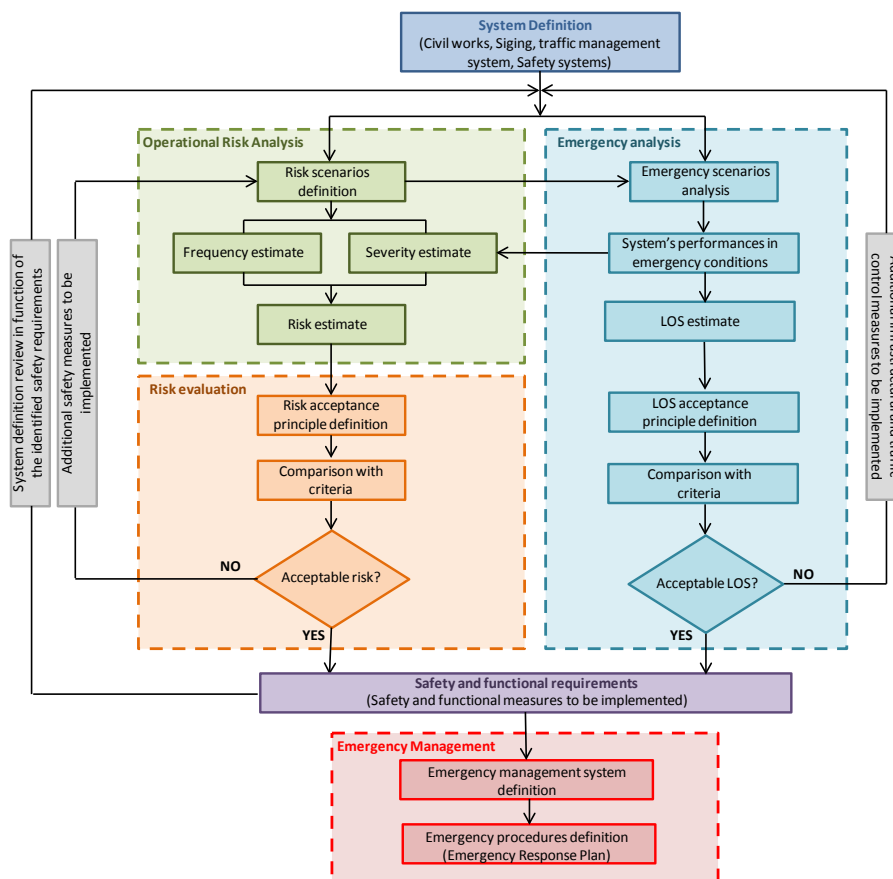 System Definition
(Civil works, Siging, traffic management
system, Safety systems)
Operational Risk Analysis
Risk scenarios
definition
Frequency estimate
Severity estimate
Risk estimate
Emergency analysis
Emergency scenarios
analysis
System's performances in
emergency conditions
LOS estimate
LOS acceptance
principle definition
Comparison with
criteria
Acceptable LOS?
NO
YES
Risk evaluation
Risk acceptance
principle definition
Comparison with
criteria
Acceptable risk?
NO
YES
System definition review in function of
the identified safety requirements
Additional safety measures to be
implemented
control measures to be implemented
Safety and functional requirements
(Safety and functional measures to be implemented)
Emergency Management
Emergency management system
definition
Emergency procedures definition
(Emergency Response Plan)